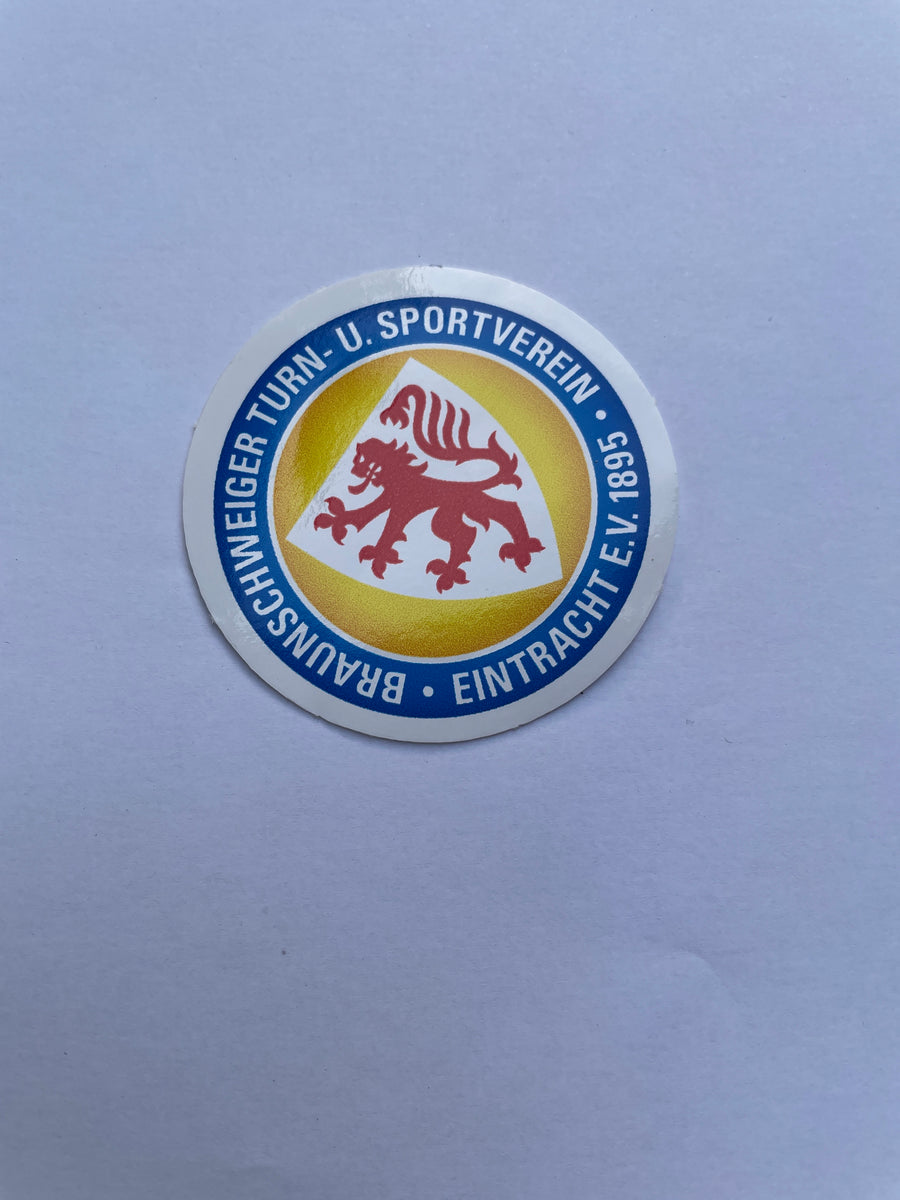 BRAUNSCHWEIGER TURN- U. SPORTVEREIN • EINTRACHT E.V. 1895 •